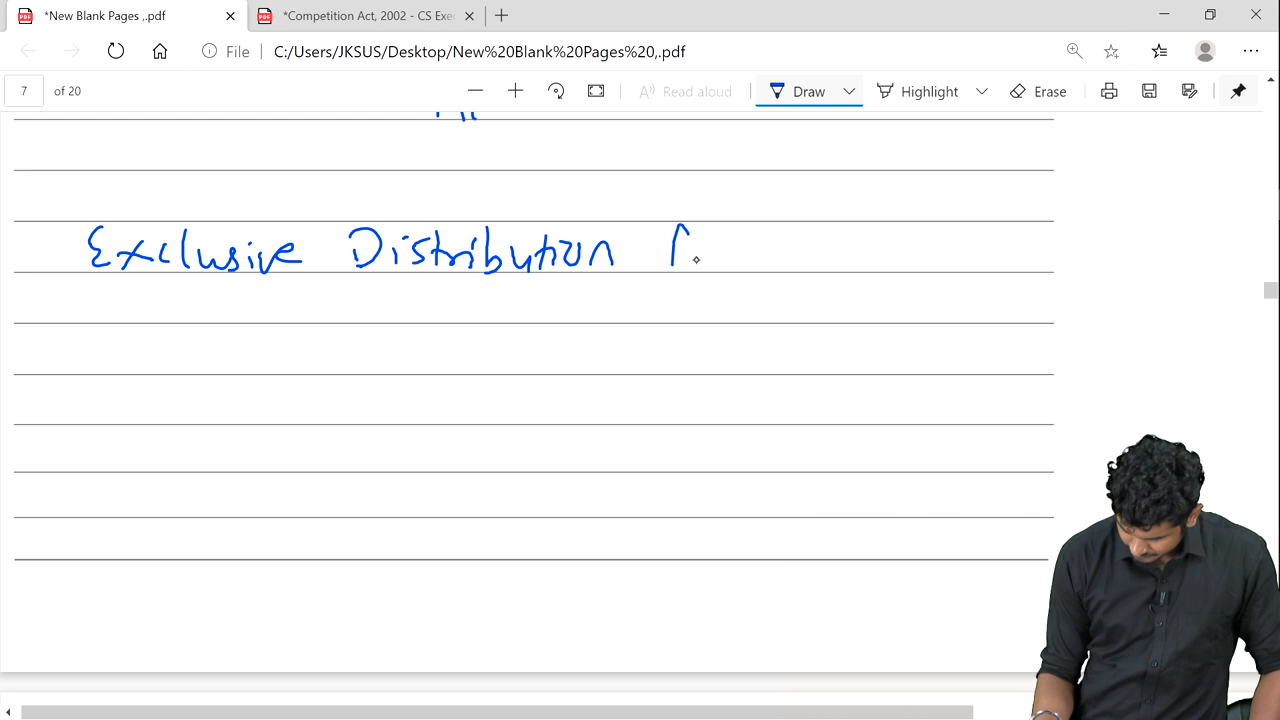 *New Blank Pages ,.pdf
*Competition Act, 2002 - CS Exe
File C:/Users/JKSUS/Desktop/New%20Blank%20Pages%20,.pdf
7 of 20 Read aloud Draw Highlight Erase
Exclusive Distribution